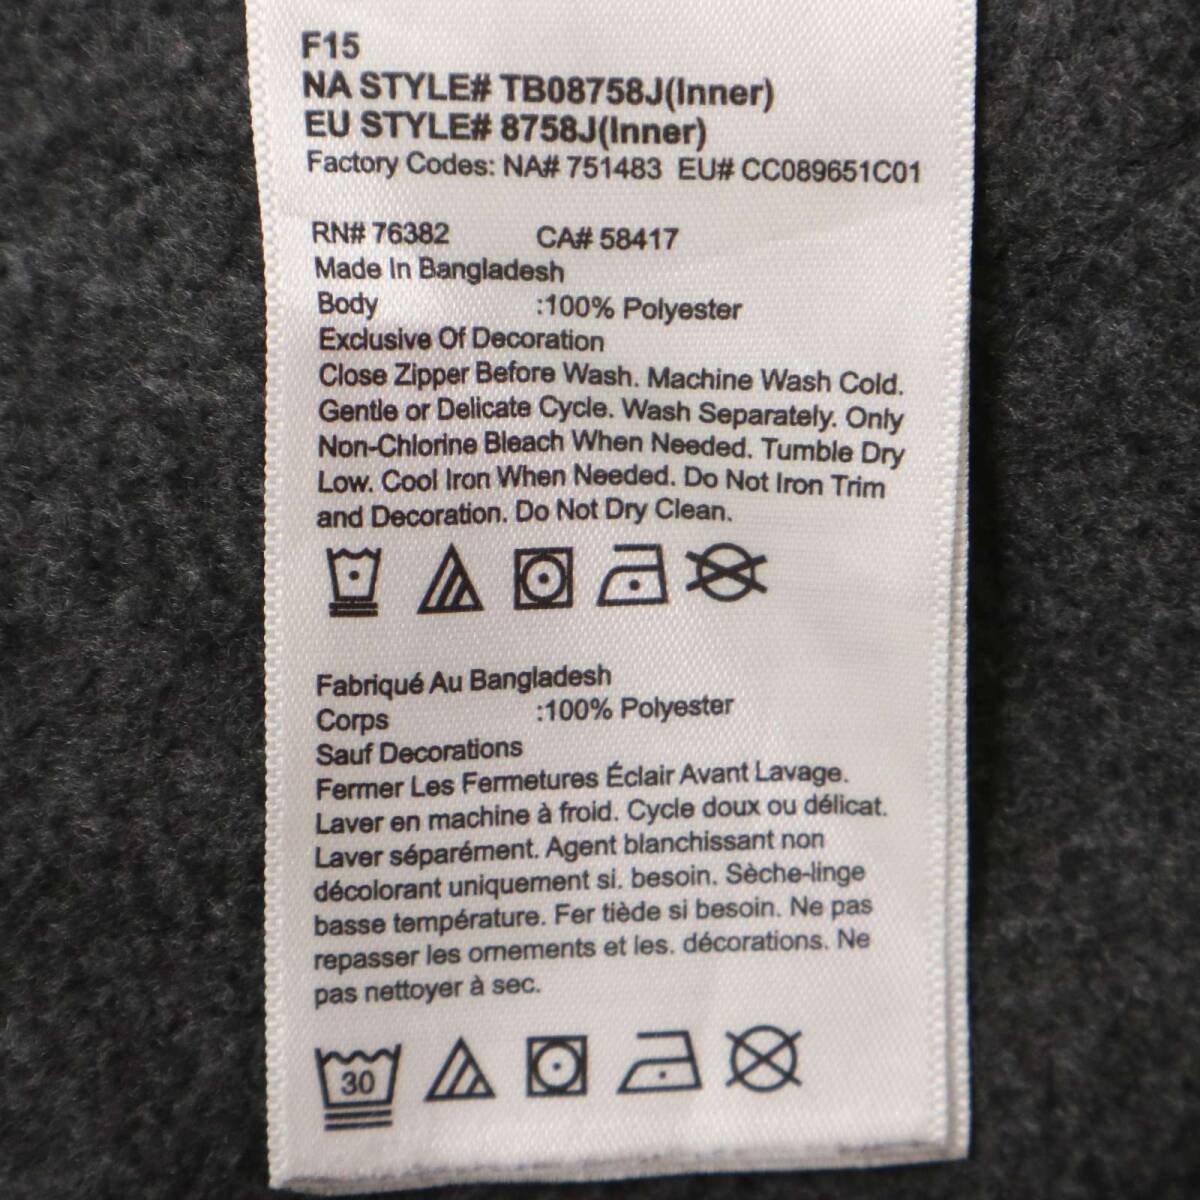 F15
NA STYLE# TB08758J(Inner)
EU STYLE# 8758J(Inner)
Factory Codes: NA# 751483 EU# CC089651C01
RN# 76382 CA# 58417
Made In Bangladesh
Body :100% Polyester
Exclusive Of Decoration
Close Zipper Before Wash. Machine Wash Cold.
Gentle or Delicate Cycle. Wash Separately. Only
Non-Chlorine Bleach When Needed. Tumble Dry
Low. Cool Iron When Needed. Do Not Iron Trim
and Decoration. Do Not Dry Clean.
Fabriqué Au Bangladesh
Corps :100% Polyester
Sauf Decorations
Fermer Les Fermetures Éclair Avant Lavage.
Laver en machine à froid. Cycle doux ou délicat.
Laver séparément. Agent blanchissant non
décolorant uniquement si. besoin. Sèche-linge
basse température. Fer tiède si besoin. Ne pas
repasser les ornements et les. décorations. Ne
pas nettoyer à sec.
30